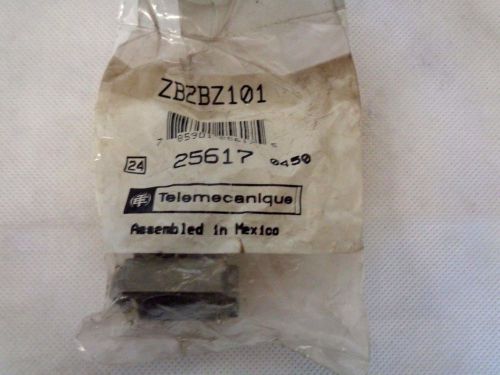 ZB2BZ101
24 25617 0450
Telemecanique
Assembled in Mexico